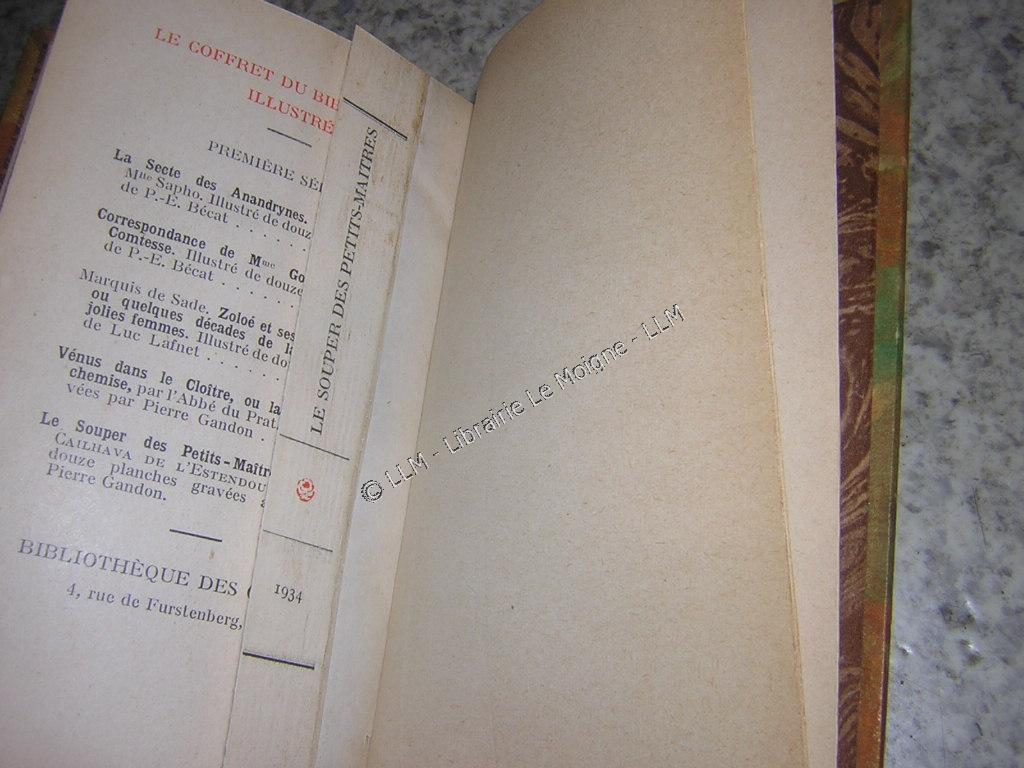 LE COFFRET DU BI
ILLUSTRÉ
PREMIÈRE SÉ
La Secte des Anandrynes.
Mlle Sapho. Illustré de douz
de P.-E. Bécat . . . . . .
Correspondance de Mme Go
Comtesse. Illustré de douze
de P.-E. Bécat . . . . . . .
Marquis de Sade. Zoloé et ses
ou quelques décades de la
jolies femmes. Illustré de do
de Luc Lafnet . . . . . .
Vénus dans le Cloître, ou la
chemise, par l'Abbé du Prat.
vées par Pierre Gandon .
Le Souper des Petits-Maîtr
CAILHAVA DE L'ESTENDOU
douze planches gravées
Pierre Gandon.
BIBLIOTHÈQUE DES
4, rue de Furstenberg,
LE SOUPER DES PETITS-MAITRES
1934
© LLM - Librairie Le Moigne - LLM